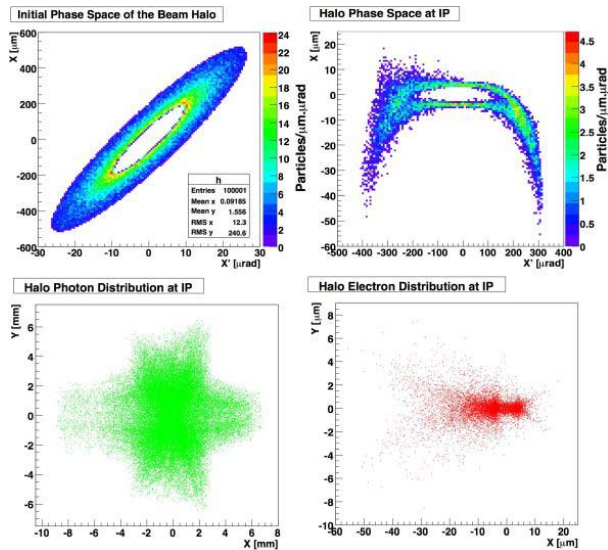 Initial Phase Space of the Beam Halo
X [μm]
600
400
200
0
-200
-400
-600
-30 -20 -10 0 10 20 30
X' [μrad]
h
Entries 100001
Mean x 0.09185
Mean y 1.556
RMS x 12.3
RMS y 240.6
24
22
20
18
16
14
12
10
8
6
4
2
0
Particles/μm.μrad
Halo Phase Space at IP
X [μm]
20
10
0
-10
-20
-30
-40
-50
-60
-500 -400 -300 -200 -100 0 100 200 300 400
X' [μrad]
4.5
4
3.5
3
2.5
2
1.5
1
0.5
0
Particles/μm.μrad
Halo Photon Distribution at IP
Y [mm]
6
4
2
0
-2
-4
-6
-10 -8 -6 -4 -2 0 2 4 6 8
X [mm]
Halo Electron Distribution at IP
Y [μm]
8
6
4
2
0
-2
-4
-6
-8
-10
-60 -50 -40 -30 -20 -10 0 10 20
X [μm]